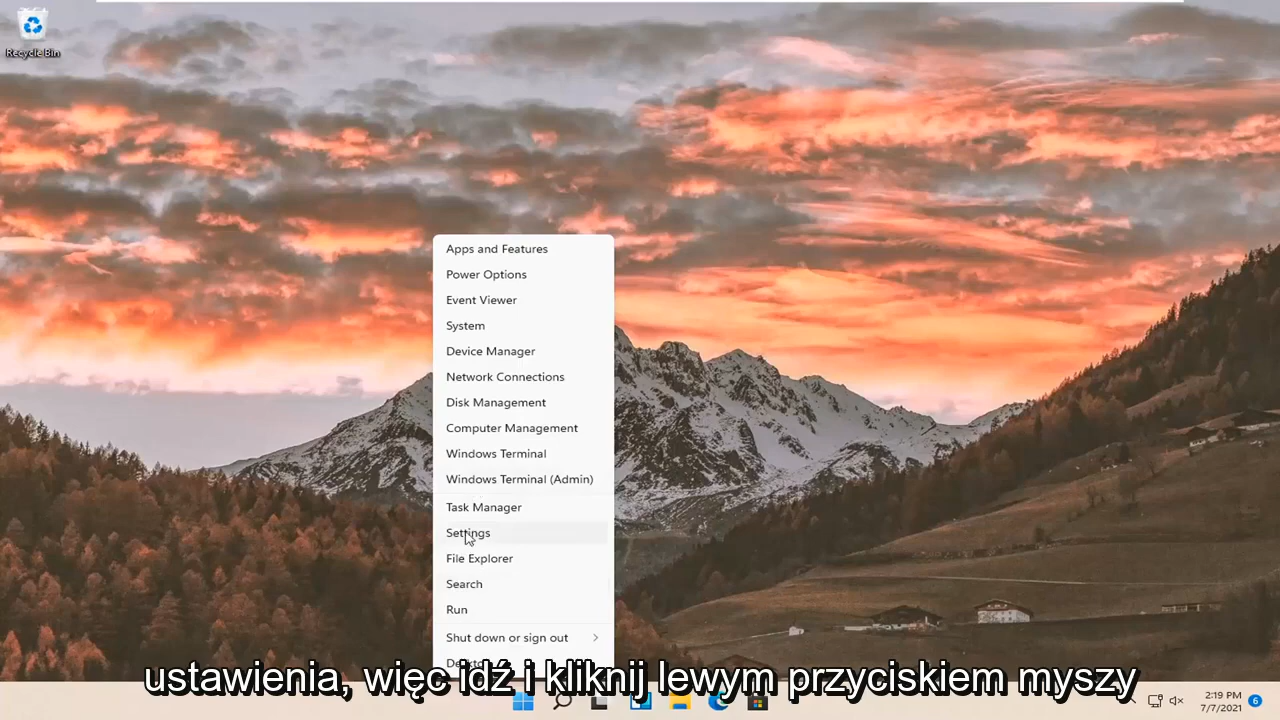 Recycle Bin
Apps and Features
Power Options
Event Viewer
System
Device Manager
Network Connections
Disk Management
Computer Management
Windows Terminal
Windows Terminal (Admin)
Task Manager
Settings
File Explorer
Search
Run
Shut down or sign out
ustawienia, więc idź i kliknij lewym przyciskiem myszy
2:19 PM
7/7/2021
6